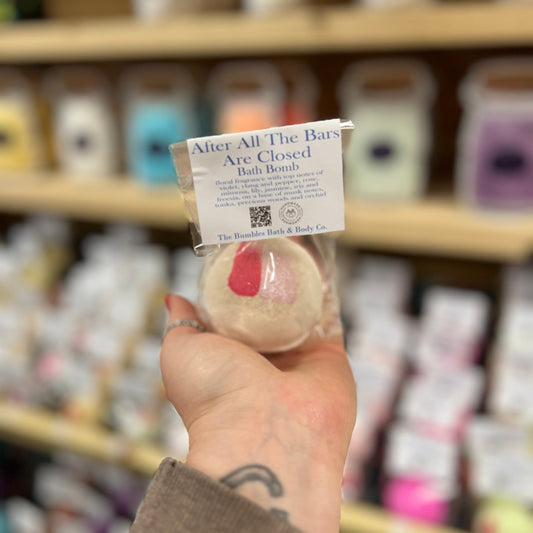 After All The Bars
Are Closed
Bath Bomb
floral fragrance with top notes of
violet, ylang and pepper, rose,
mimosa, lily, jasmine, iris and
freesia, on a base of musk notes,
tonka, precious woods and orchid
The Bumbles Bath & Body Co.